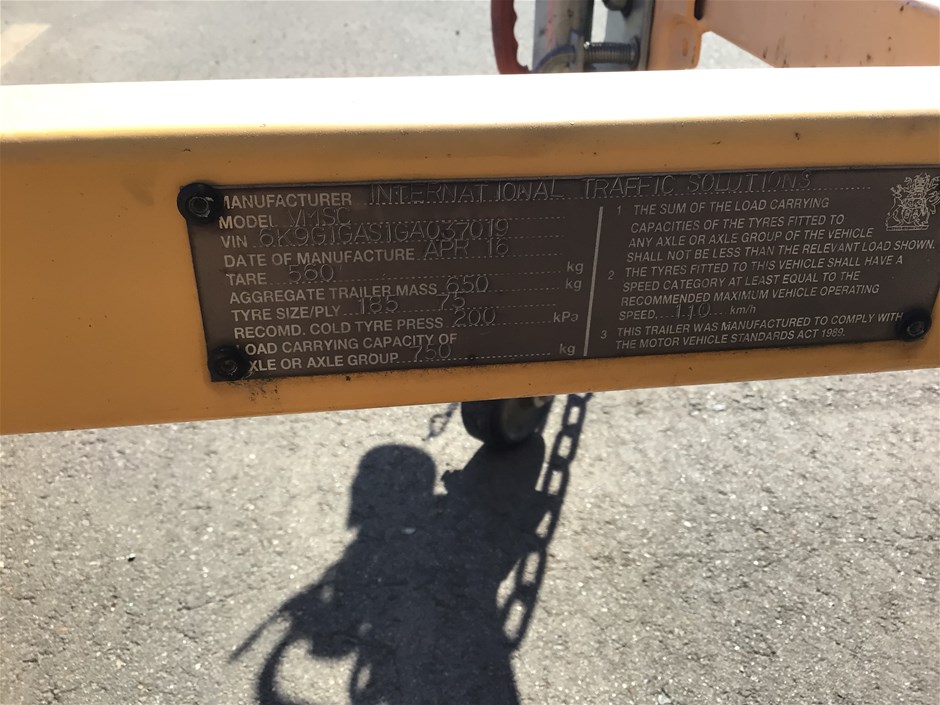 MANUFACTURER INTERNATIONAL TRAFFIC SOLUTIONS
MODEL VMSC
VIN 6K9G1GAS1GA037019
DATE OF MANUFACTURE APR 16
TARE 560 kg
AGGREGATE TRAILER MASS 650 kg
TYRE SIZE/PLY 185 75
RECOMD. COLD TYRE PRESS 200 kPa
LOAD CARRYING CAPACITY OF
AXLE OR AXLE GROUP 750 kg
1 THE SUM OF THE LOAD CARRYING
CAPACITIES OF THE TYRES FITTED TO
ANY AXLE OR AXLE GROUP OF THE VEHICLE
SHALL NOT BE LESS THAN THE RELEVANT LOAD SHOWN.
2 THE TYRES FITTED TO THIS VEHICLE SHALL HAVE A
SPEED CATEGORY AT LEAST EQUAL TO THE
RECOMMENDED MAXIMUM VEHICLE OPERATING
SPEED 110 km/h
3 THIS TRAILER WAS MANUFACTURED TO COMPLY WITH
THE MOTOR VEHICLE STANDARDS ACT 1989.